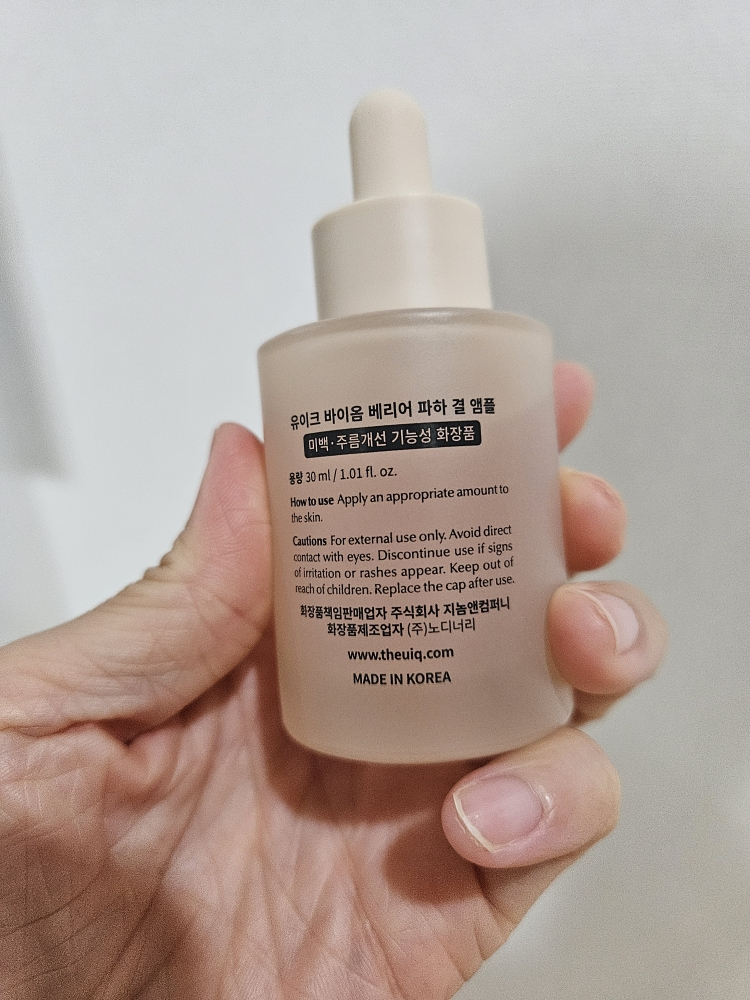 유이크 바이옴 베리어 파하 결 앰플
미백·주름개선 기능성 화장품
용량 30 ml / 1.01 fl. oz.
How to use Apply an appropriate amount to
the skin.
Cautions For external use only. Avoid direct
contact with eyes. Discontinue use if signs
of irritation or rashes appear. Keep out of
reach of children. Replace the cap after use.
화장품책임판매업자 주식회사 지놈앤컴퍼니
화장품제조업자 (주)노디너리
www.theuiq.com
MADE IN KOREA